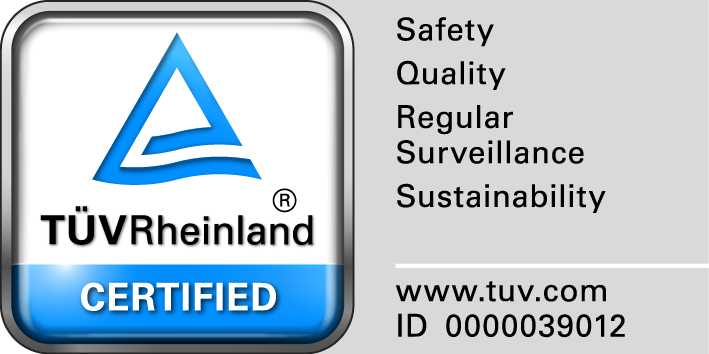 TÜVRheinland®
CERTIFIED
Safety
Quality
Regular
Surveillance
Sustainability
www.tuv.com
ID 0000039012